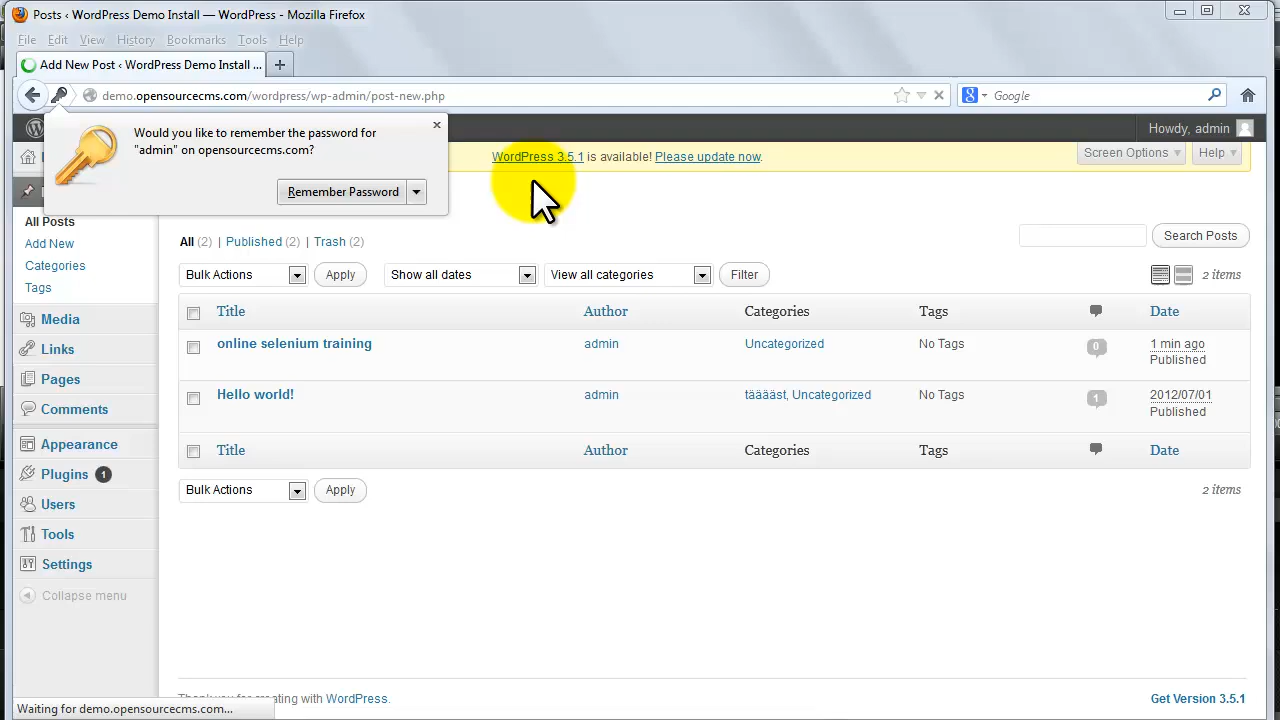 Posts ‹ WordPress Demo Install — WordPress - Mozilla Firefox
File Edit View History Bookmarks Tools Help
Add New Post ‹ WordPress Demo Install ...
demo.opensourcecms.com/wordpress/wp-admin/post-new.php
Google
Howdy, admin
Would you like to remember the password for
"admin" on opensourcecms.com?
Remember Password
WordPress 3.5.1 is available! Please update now.
Screen Options Help
All Posts
Add New
Categories
Tags
Media
Links
Pages
Comments
Appearance
Plugins 1
Users
Tools
Settings
Collapse menu
All (2) | Published (2) | Trash (2)
Search Posts
Bulk Actions Apply Show all dates View all categories Filter 2 items
Title Author Categories Tags Date
online selenium training admin Uncategorized No Tags 0 1 min ago
Published
Hello world! admin tääääst, Uncategorized No Tags 1 2012/07/01
Published
Title Author Categories Tags Date
Bulk Actions Apply 2 items
Thank you for creating with WordPress.
Get Version 3.5.1
Waiting for demo.opensourcecms.com...